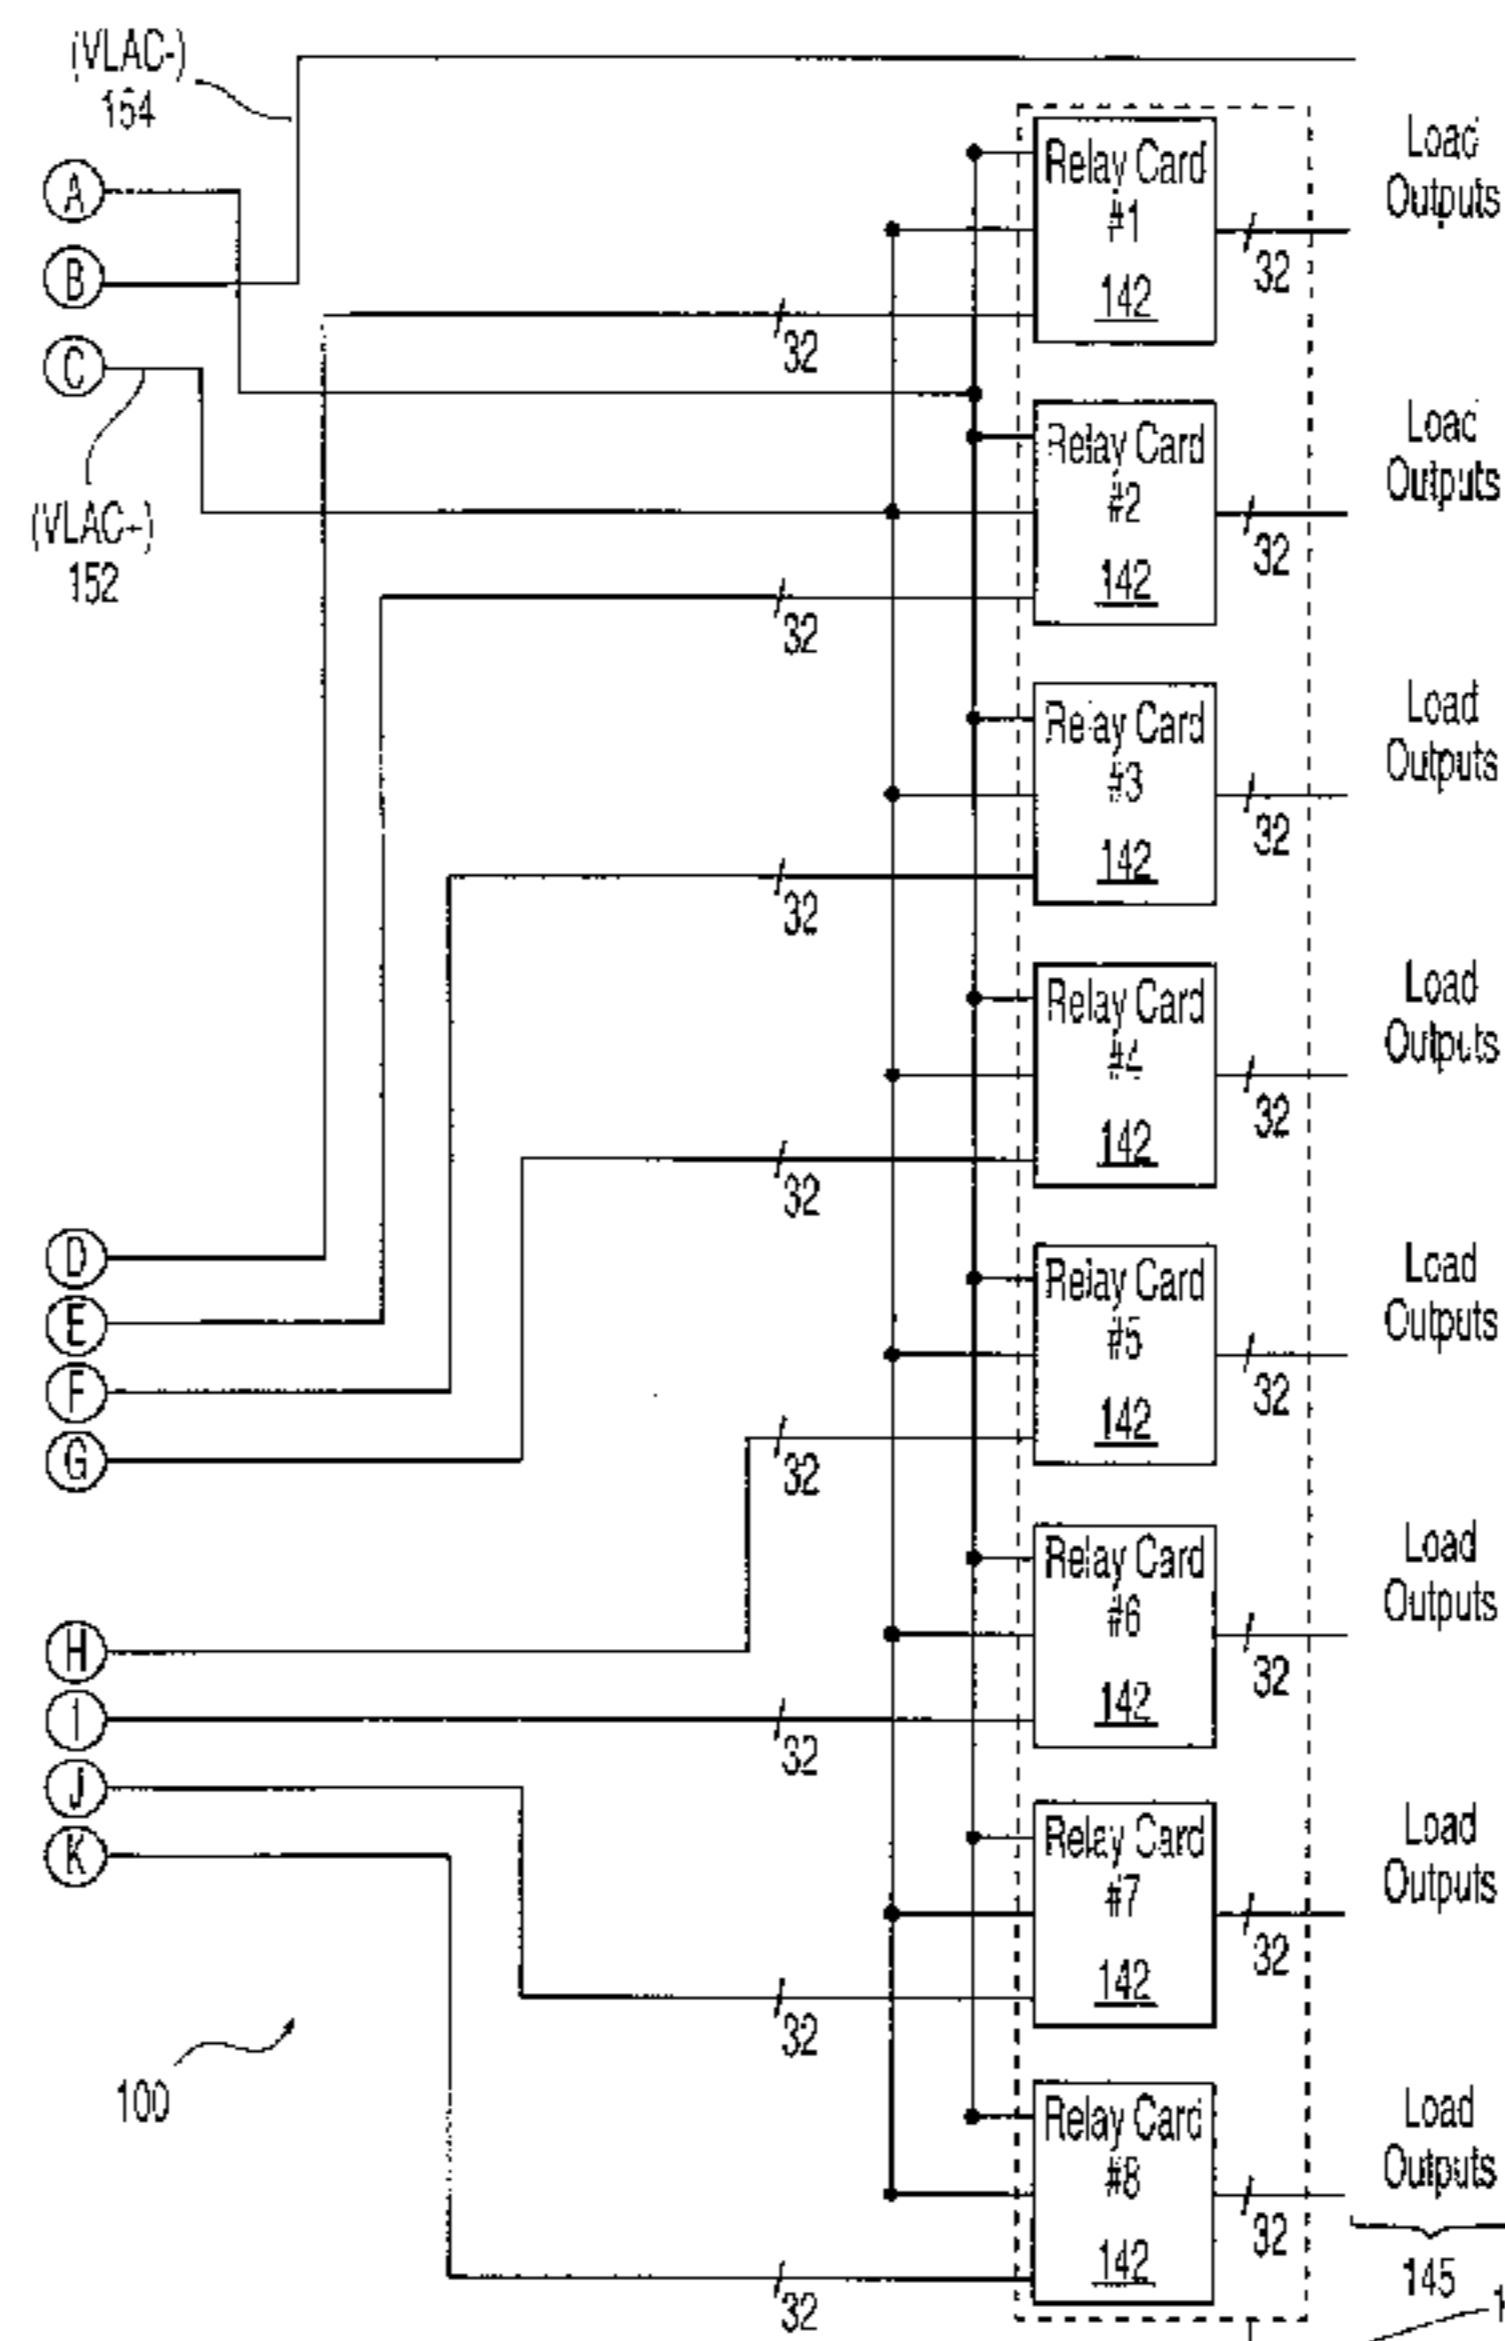 (VLAC-)
154
A
B
C
(VLAC+)
152
Relay Card
#1
142
32
32
Load
Outputs
Relay Card
#2
142
32
32
Load
Outputs
Relay Card
#3
142
32
32
Load
Outputs
Relay Card
#4
142
32
32
Load
Outputs
D
E
F
G
Relay Card
#5
142
32
32
Load
Outputs
H
I
J
K
Relay Card
#6
142
32
32
Load
Outputs
Relay Card
#7
142
32
32
Load
Outputs
100
Relay Card
#8
142
32
32
Load
Outputs
145